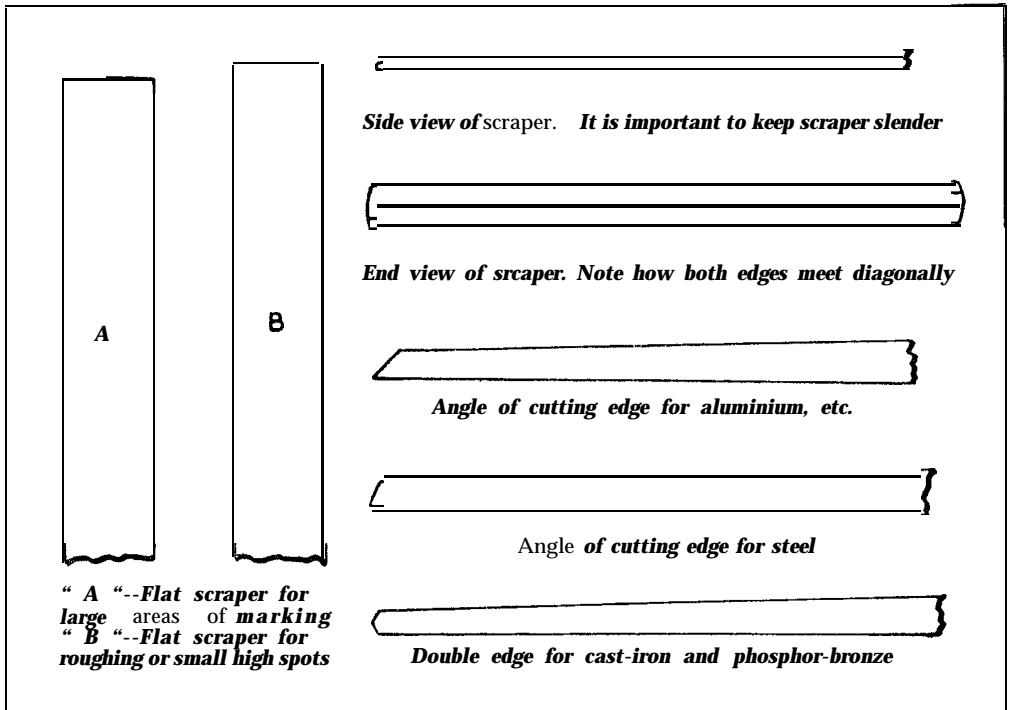 A
B
" A "--Flat scraper for
large areas of marking
" B "--Flat scraper for
roughing or small high spots
Side view of scraper. It is important to keep scraper slender
End view of srcaper. Note how both edges meet diagonally
Angle of cutting edge for aluminium, etc.
Angle of cutting edge for steel
Double edge for cast-iron and phosphor-bronze